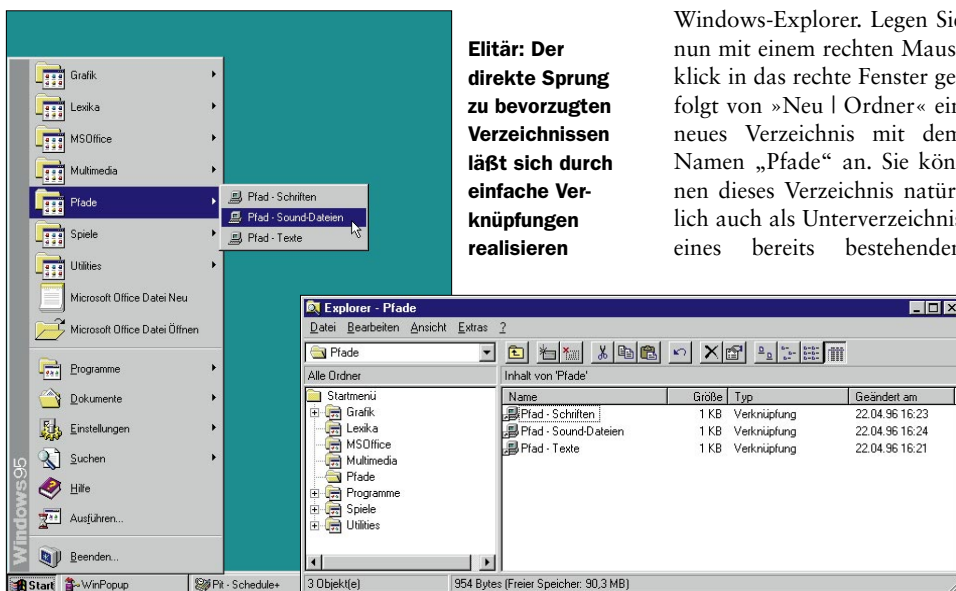 Elitär: Der
direkte Sprung
zu bevorzugten
Verzeichnissen
läßt sich durch
einfache Ver-
knüpfungen
realisieren
Windows-Explorer. Legen Sie
nun mit einem rechten Maus
klick in das rechte Fenster ge
folgt von »Neu | Ordner« ein
neues Verzeichnis mit dem
Namen „Pfade“ an. Sie kön
nen dieses Verzeichnis natür
lich auch als Unterverzeichnis
eines bereits bestehenden
Grafik
Lexika
MSOffice
Multimedia
Pfade
Spiele
Utilities
Microsoft Office Datei Neu
Microsoft Office Datei Öffnen
Programme
Dokumente
Einstellungen
Suchen
Hilfe
Ausführen...
Beenden...
Windows95
Pfad - Schriften
Pfad - Sound-Dateien
Pfad - Texte
Start WinPopup Pit - Schedule+
Explorer - Pfade
Datei Bearbeiten Ansicht Extras ?
Pfade
Alle Ordner Inhalt von 'Pfade'
Startmenü
Grafik
Lexika
MSOffice
Multimedia
Pfade
Programme
Spiele
Utilities
Name Größe Typ Geändert am
Pfad - Schriften 1 KB Verknüpfung 22.04.96 16:23
Pfad - Sound-Dateien 1 KB Verknüpfung 22.04.96 16:24
Pfad - Texte 1 KB Verknüpfung 22.04.96 16:21
3 Objekt(e) 954 Bytes (Freier Speicher: 90,3 MB)